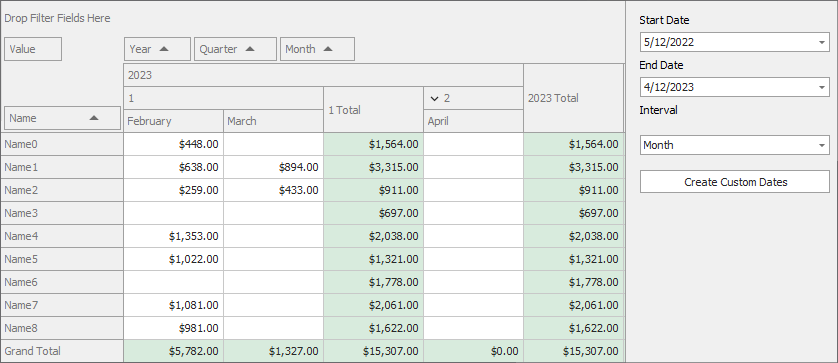 Drop Filter Fields Here
Start Date
Value Year Quarter Month
5/12/2022
End Date
2023
4/12/2023
1 1 Total 2 2023 Total
Interval
Name February March April
Name0 $448.00 $1,564.00 $1,564.00
Month
Name1 $638.00 $894.00 $3,315.00 $3,315.00
Name2 $259.00 $433.00 $911.00 $911.00
Create Custom Dates
Name3 $697.00 $697.00
Name4 $1,353.00 $2,038.00 $2,038.00
Name5 $1,022.00 $1,321.00 $1,321.00
Name6 $1,778.00 $1,778.00
Name7 $1,081.00 $2,061.00 $2,061.00
Name8 $981.00 $1,622.00 $1,622.00
Grand Total $5,782.00 $1,327.00 $15,307.00 $0.00 $15,307.00